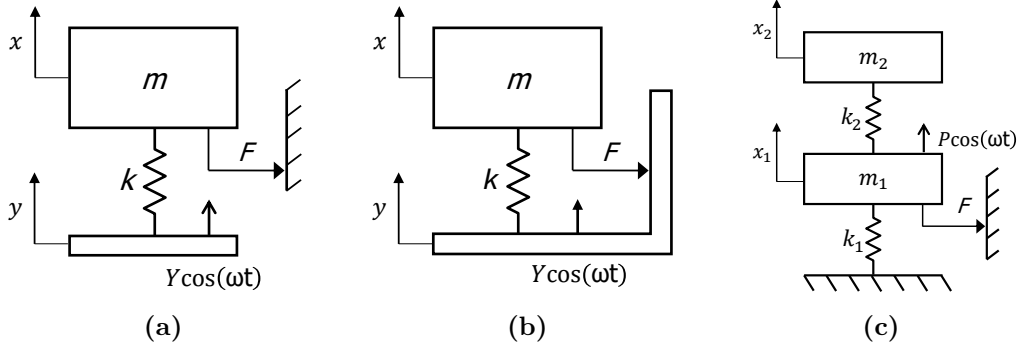 x
m
F
k
y
Ycos(ωt)
(a)
x
m
F
k
y
Ycos(ωt)
(b)
x₂
m₂
k₂
Pcos(ωt)
x₁
m₁
F
k₁
(c)